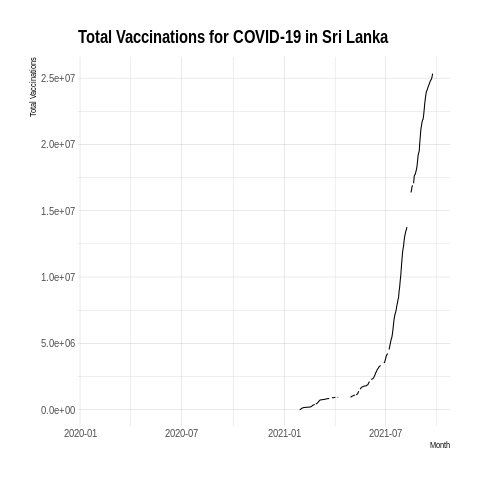 Total Vaccinations for COVID-19 in Sri Lanka
Total Vaccinations
2.5e+07
2.0e+07
1.5e+07
1.0e+07
5.0e+06
0.0e+00
2020-01 2020-07 2021-01 2021-07
Month